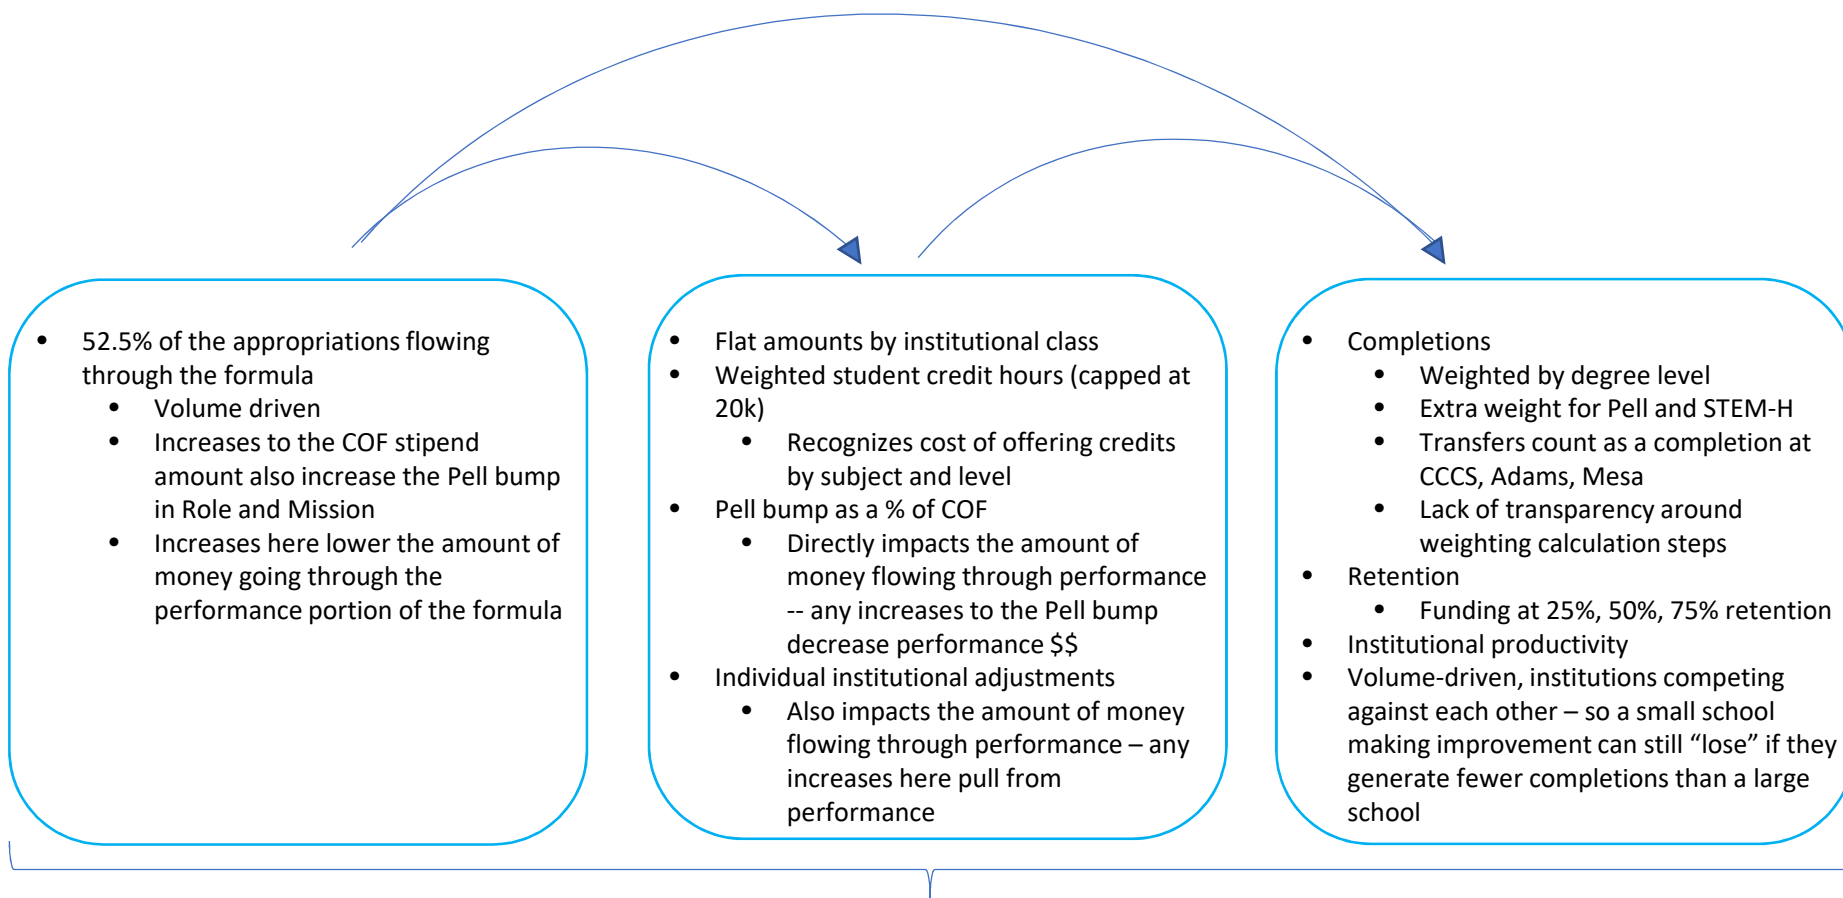 • 52.5% of the appropriations flowing
through the formula
• Volume driven
• Increases to the COF stipend
amount also increase the Pell bump
in Role and Mission
• Increases here lower the amount of
money going through the
performance portion of the formula
• Flat amounts by institutional class
• Weighted student credit hours (capped at
20k)
• Recognizes cost of offering credits
by subject and level
• Pell bump as a % of COF
• Directly impacts the amount of
money flowing through performance
-- any increases to the Pell bump
decrease performance $$
• Individual institutional adjustments
• Also impacts the amount of money
flowing through performance – any
increases here pull from
performance
• Completions
• Weighted by degree level
• Extra weight for Pell and STEM-H
• Transfers count as a completion at
CCCS, Adams, Mesa
• Lack of transparency around
weighting calculation steps
• Retention
• Funding at 25%, 50%, 75% retention
• Institutional productivity
• Volume-driven, institutions competing
against each other – so a small school
making improvement can still “lose” if they
generate fewer completions than a large
school